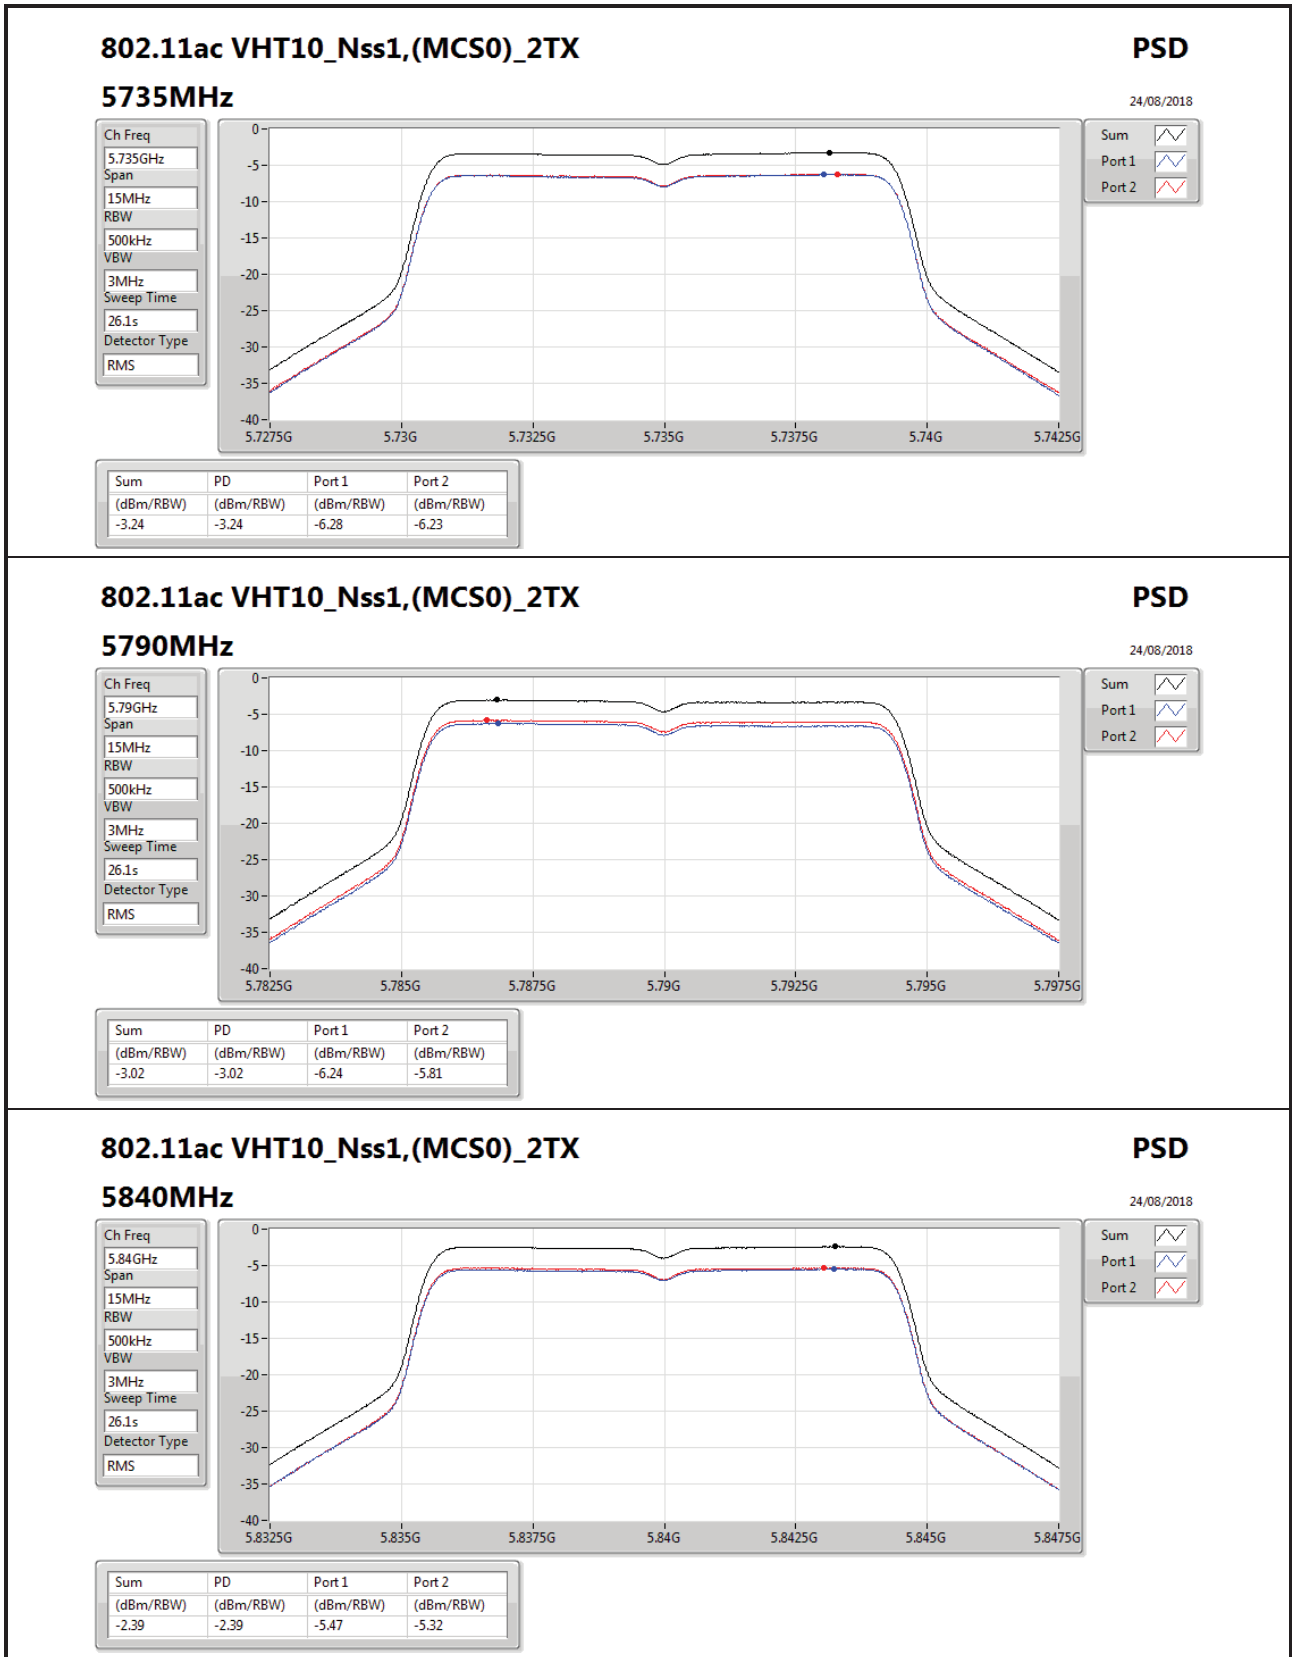 802.11ac VHT10_Nss1,(MCS0)_2TX PSD
5735MHz 24/08/2018
Ch Freq
5.735GHz
Span
15MHz
RBW
500kHz
VBW
3MHz
Sweep Time
26.1s
Detector Type
RMS
0
-5
-10
-15
-20
-25
-30
-35
-40
5.7275G 5.73G 5.7325G 5.735G 5.7375G 5.74G 5.7425G
Sum
Port 1
Port 2
Sum PD Port 1 Port 2
(dBm/RBW) (dBm/RBW) (dBm/RBW) (dBm/RBW)
-3.24 -3.24 -6.28 -6.23
802.11ac VHT10_Nss1,(MCS0)_2TX PSD
5790MHz 24/08/2018
Ch Freq
5.79GHz
Span
15MHz
RBW
500kHz
VBW
3MHz
Sweep Time
26.1s
Detector Type
RMS
0
-5
-10
-15
-20
-25
-30
-35
-40
5.7825G 5.785G 5.7875G 5.79G 5.7925G 5.795G 5.7975G
Sum
Port 1
Port 2
Sum PD Port 1 Port 2
(dBm/RBW) (dBm/RBW) (dBm/RBW) (dBm/RBW)
-3.02 -3.02 -6.24 -5.81
802.11ac VHT10_Nss1,(MCS0)_2TX PSD
5840MHz 24/08/2018
Ch Freq
5.84GHz
Span
15MHz
RBW
500kHz
VBW
3MHz
Sweep Time
26.1s
Detector Type
RMS
0
-5
-10
-15
-20
-25
-30
-35
-40
5.8325G 5.835G 5.8375G 5.84G 5.8425G 5.845G 5.8475G
Sum
Port 1
Port 2
Sum PD Port 1 Port 2
(dBm/RBW) (dBm/RBW) (dBm/RBW) (dBm/RBW)
-2.39 -2.39 -5.47 -5.32